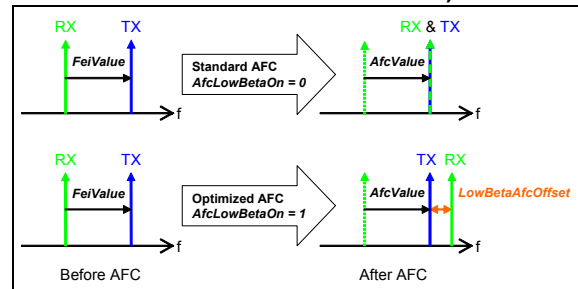 RX
TX
RX & TX
FeiValue
Standard AFC
AfcLowBetaOn = 0
AfcValue
f
f
RX
TX
TX
RX
FeiValue
Optimized AFC
AfcLowBetaOn = 1
AfcValue
LowBetaAfcOffset
f
f
Before AFC
After AFC